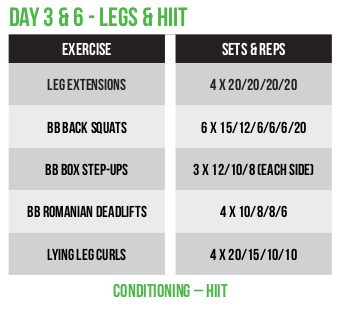 DAY 3 & 6 - LEGS & HIIT
EXERCISE SETS & REPS
LEG EXTENSIONS 4 X 20/20/20/20
BB BACK SQUATS 6 X 15/12/6/6/6/20
BB BOX STEP-UPS 3 X 12/10/8 (EACH SIDE)
BB ROMANIAN DEADLIFTS 4 X 10/8/8/6
LYING LEG CURLS 4 X 20/15/10/10
CONDITIONING – HIIT